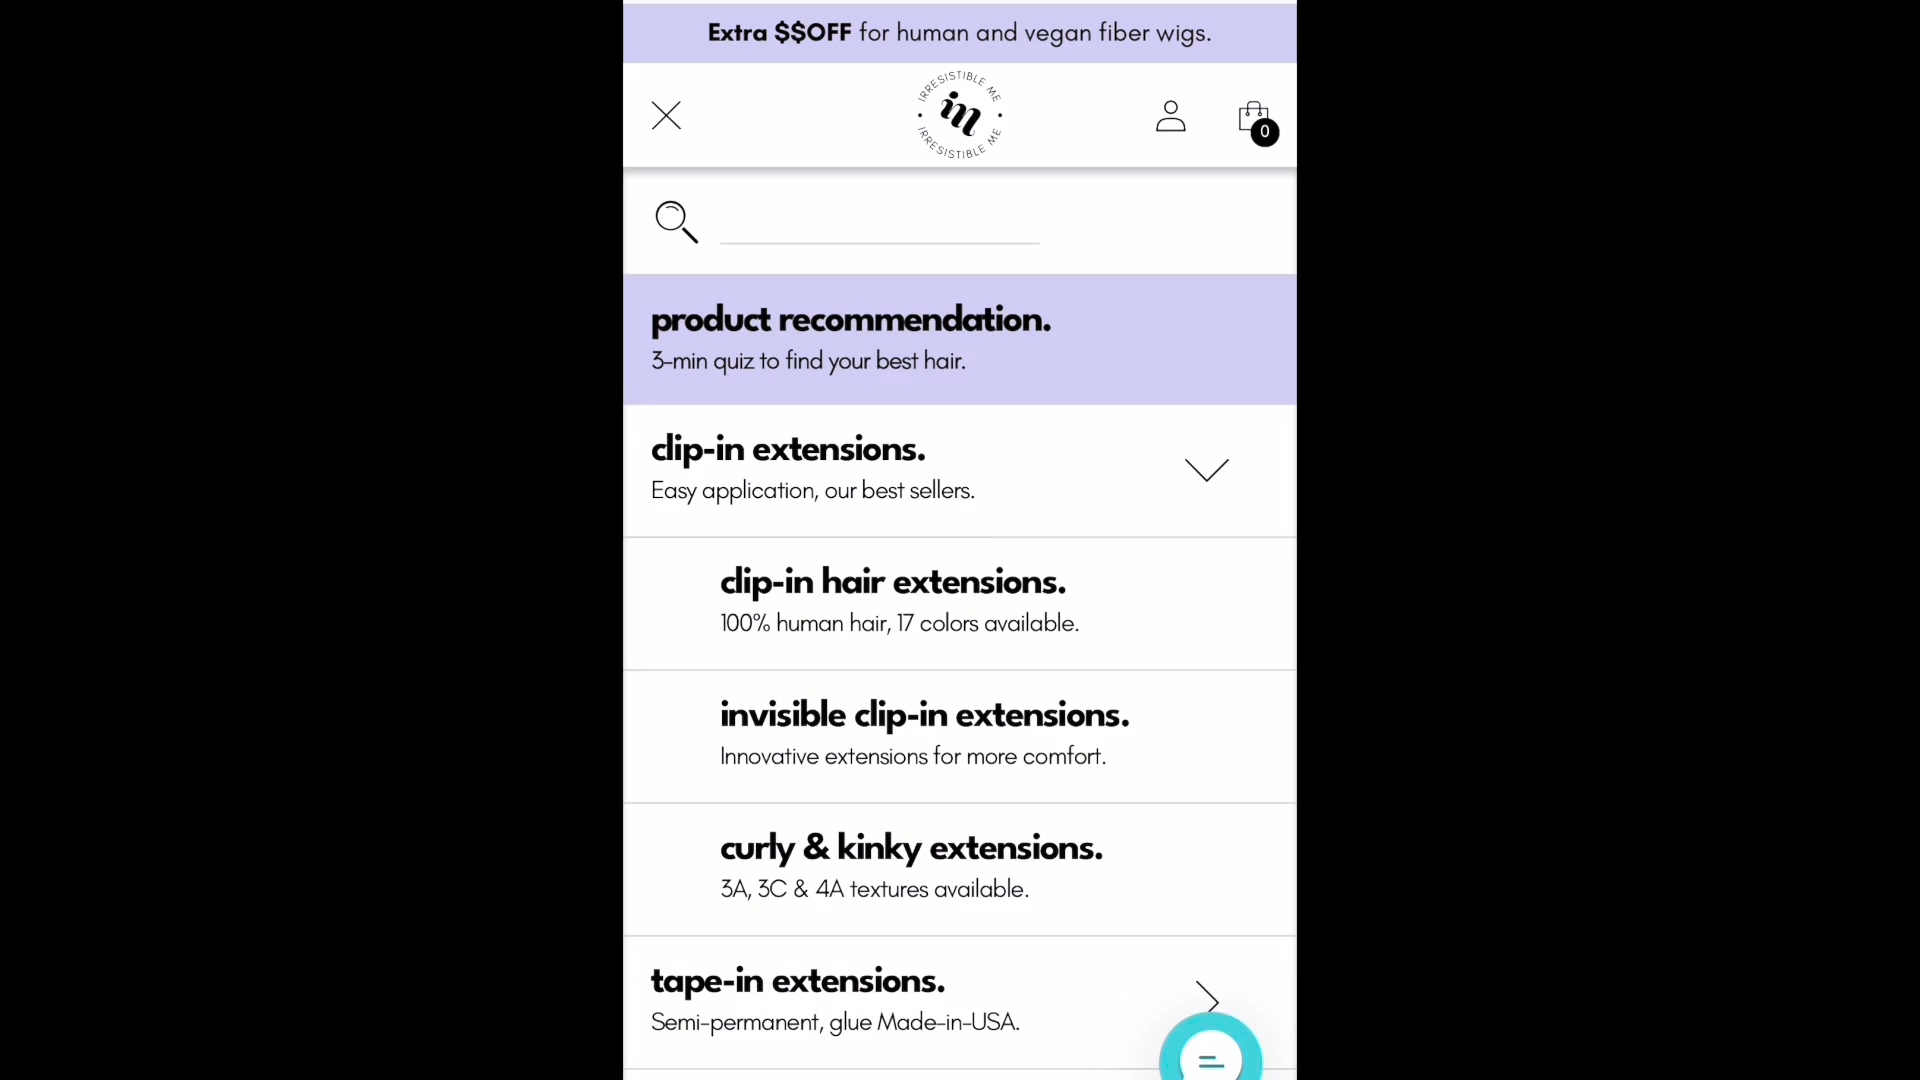 Extra $$OFF for human and vegan fiber wigs.
IRRESISTIBLE ME
im
IRRESISTIBLE ME
0
product recommendation.
3-min quiz to find your best hair.
clip-in extensions.
Easy application, our best sellers.
clip-in hair extensions.
100% human hair, 17 colors available.
invisible clip-in extensions.
Innovative extensions for more comfort.
curly & kinky extensions.
3A, 3C & 4A textures available.
tape-in extensions.
Semi-permanent, glue Made-in-USA.